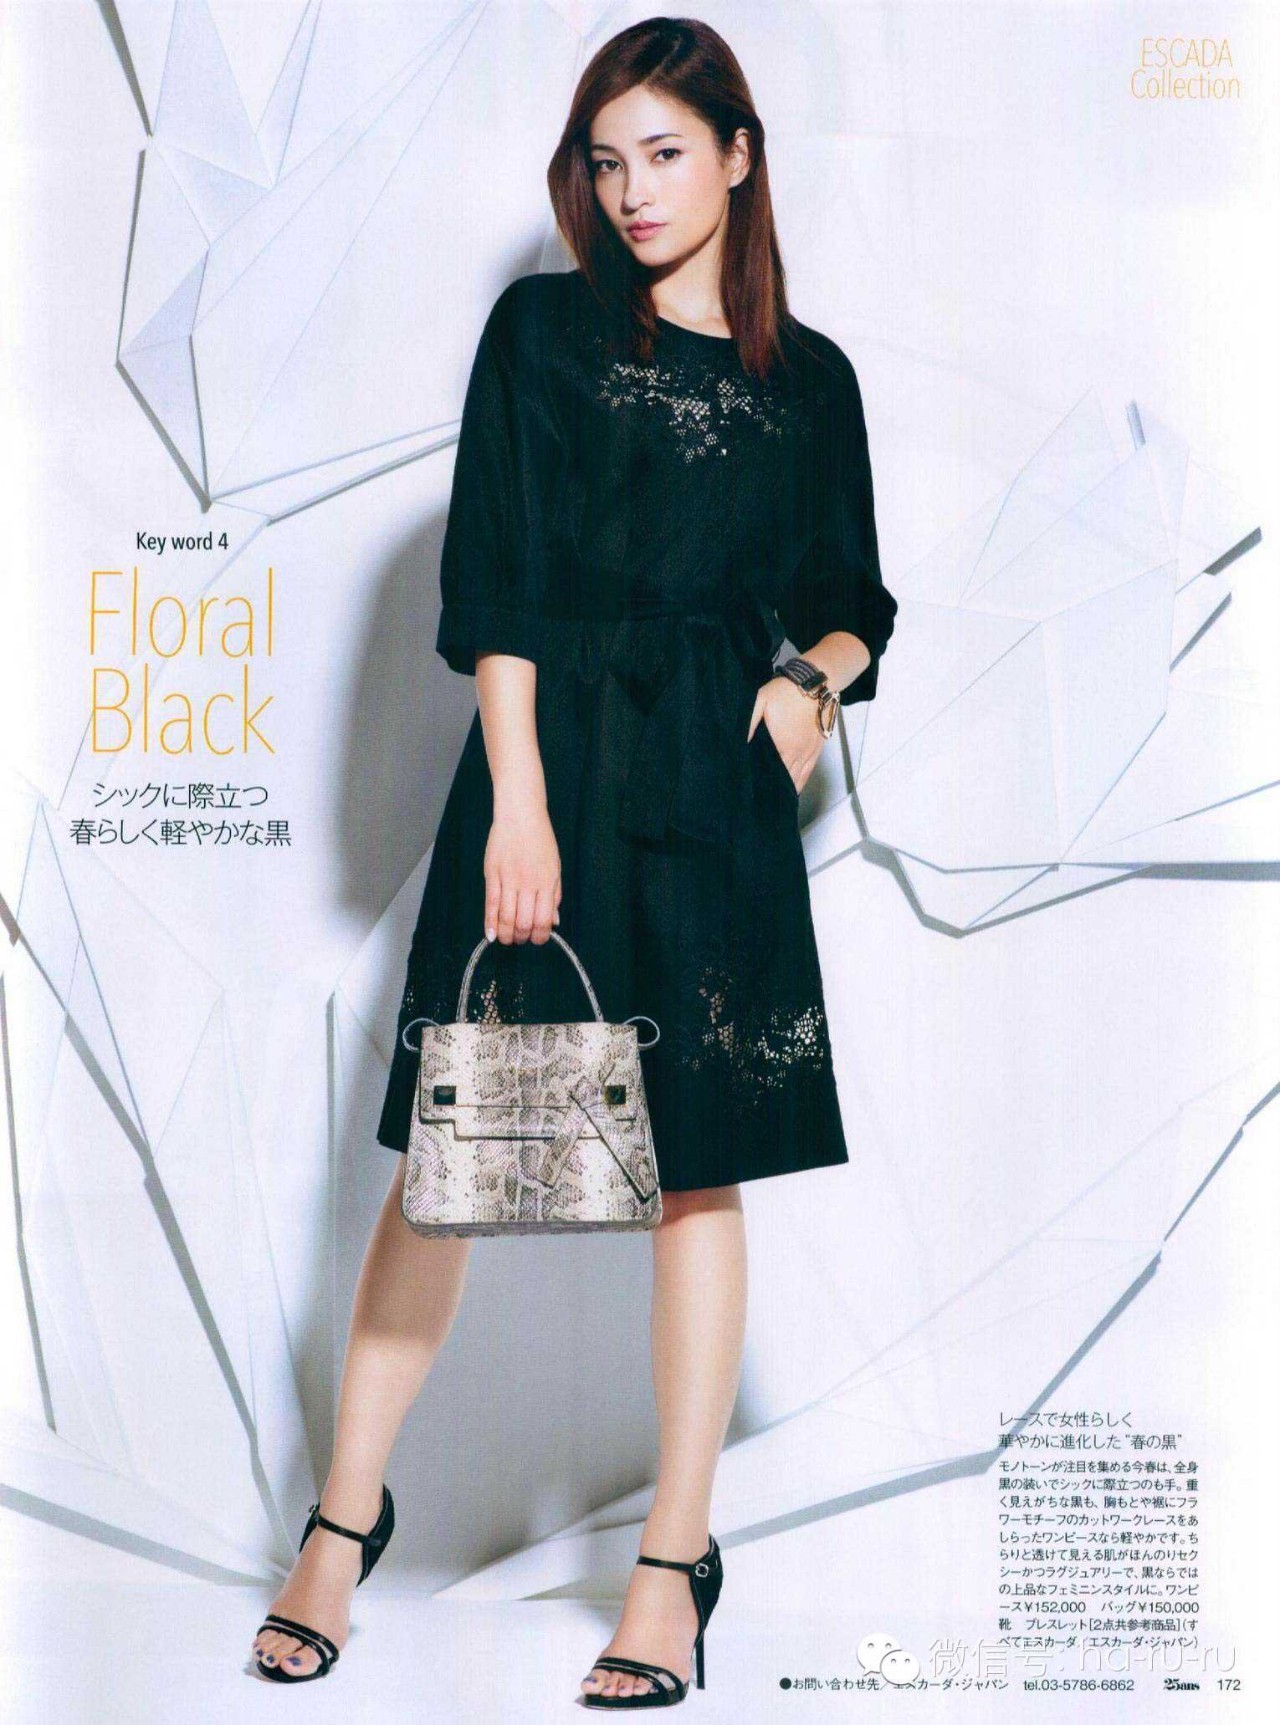 ESCADA
Collection
Key word 4
Floral
Black
シックに際立つ
春らしく軽やかな黒
レースで女性らしく
華やかに進化した“春の黒”
モノトーンが注目を集める今春は、全身
黒の装いでシックに際立つのも手。重
く見えがちな黒も、胸もとや裾にフラ
ワーモチーフのカットワークレースをあ
しらったワンピースなら軽やかです。ち
らりと透けて見える肌がほんのりセク
シーかつラグジュアリーで、黒ならでは
の上品なフェミニンスタイルに。ワンピ
ース¥152,000　バッグ¥150,000
靴　ブレスレット[2点共参考商品](す
べてエスカーダ/エスカーダ・ジャパン)
微信号: ha-ru-ru
●お問い合わせ先/エスカーダ・ジャパン　tel.03-5786-6862　25ans　172